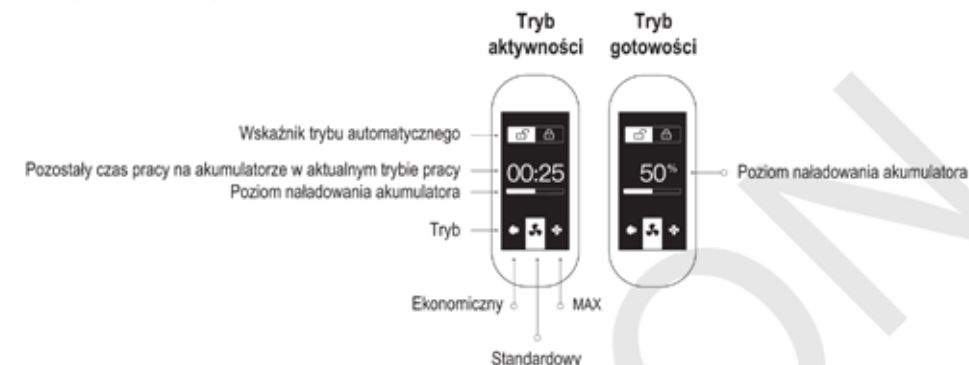 Tryb
aktywności
Tryb
gotowości
Wskaźnik trybu automatycznego
Pozostały czas pracy na akumulatorze w aktualnym trybie pracy
00:25
50%
Poziom naładowania akumulatora
Poziom naładowania akumulatora
Tryb
Ekonomiczny
MAX
Standardowy
ON